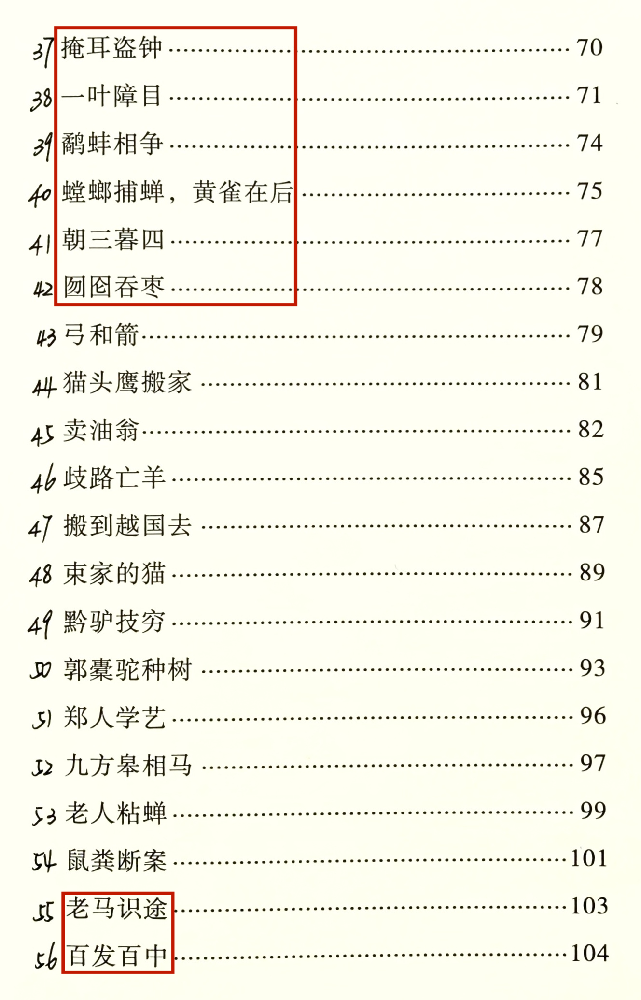 37 掩耳盗钟 …… 70
38 一叶障目 …… 71
39 鹬蚌相争 …… 74
40 螳螂捕蝉，黄雀在后 …… 75
41 朝三暮四 …… 77
42 囫囵吞枣 …… 78
43 弓和箭 …… 79
44 猫头鹰搬家 …… 81
45 卖油翁 …… 82
46 歧路亡羊 …… 85
47 搬到越国去 …… 87
48 束家的猫 …… 89
49 黔驴技穷 …… 91
50 郭橐驼种树 …… 93
51 郑人学艺 …… 96
52 九方皋相马 …… 97
53 老人粘蝉 …… 99
54 鼠粪断案 …… 101
55 老马识途 …… 103
56 百发百中 …… 104